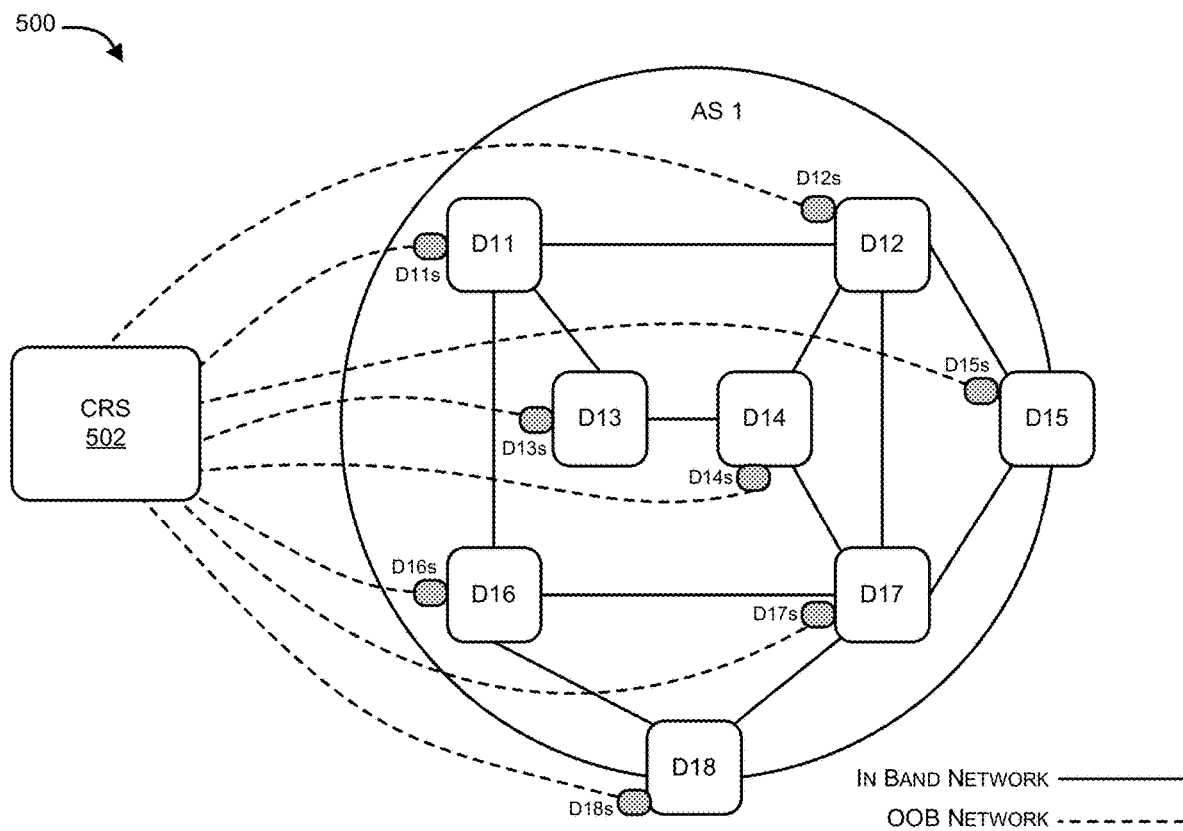 500
AS 1
D12s
D11
D12
D11s
D15s
CRS
502
D13
D14
D15
D13s
D14s
D16s
D16
D17
D17s
D18
D18s
IN BAND NETWORK
OOB NETWORK